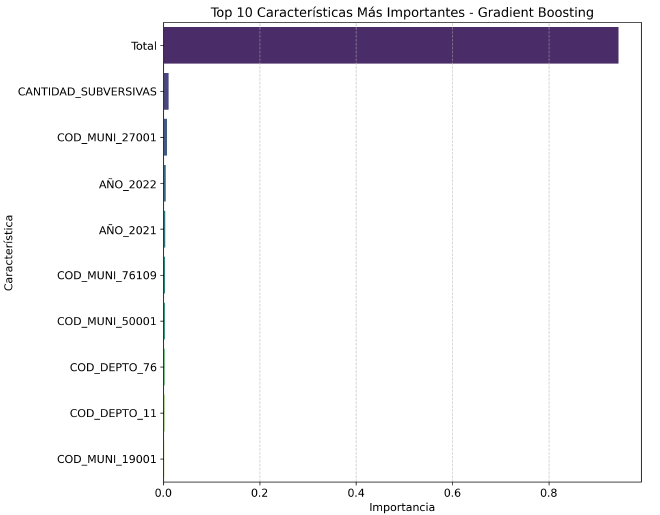 Top 10 Características Más Importantes - Gradient Boosting
Característica
Total
CANTIDAD_SUBVERSIVAS
COD_MUNI_27001
AÑO_2022
AÑO_2021
COD_MUNI_76109
COD_MUNI_50001
COD_DEPTO_76
COD_DEPTO_11
COD_MUNI_19001
0.0 0.2 0.4 0.6 0.8
Importancia